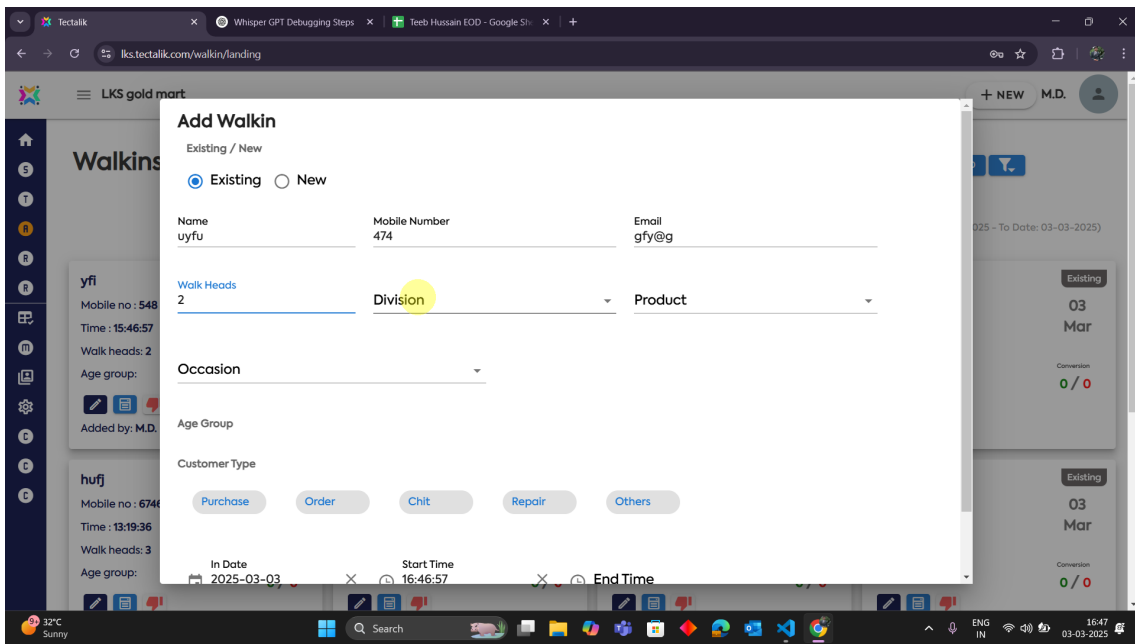 Tectalik
Whisper GPT Debugging Steps
Teeb Hussain EOD - Google She
lks.tectalik.com/walkin/landing
LKS gold mart
+ NEW M.D.
Walkins
Add Walkin
Existing / New
Existing New
Name Mobile Number Email
uyfu 474 gfy@g
2025 - To Date: 03-03-2025)
Walk Heads
2 Division Product
Occasion
Age Group
Customer Type
Purchase Order Chit Repair Others
In Date Start Time
2025-03-03 16:46:57 End Time
yfi
Mobile no : 548
Time : 15:46:57
Walk heads: 2
Age group:
Added by: M.D.
Existing
03
Mar
Conversion
0 / 0
hufj
Mobile no : 6746
Time : 13:19:36
Walk heads: 3
Age group:
Existing
03
Mar
Conversion
0 / 0
S
T
R
R
R
m
C
C
C
9+
32°C
Sunny
Search
ENG
IN
16:47
03-03-2025